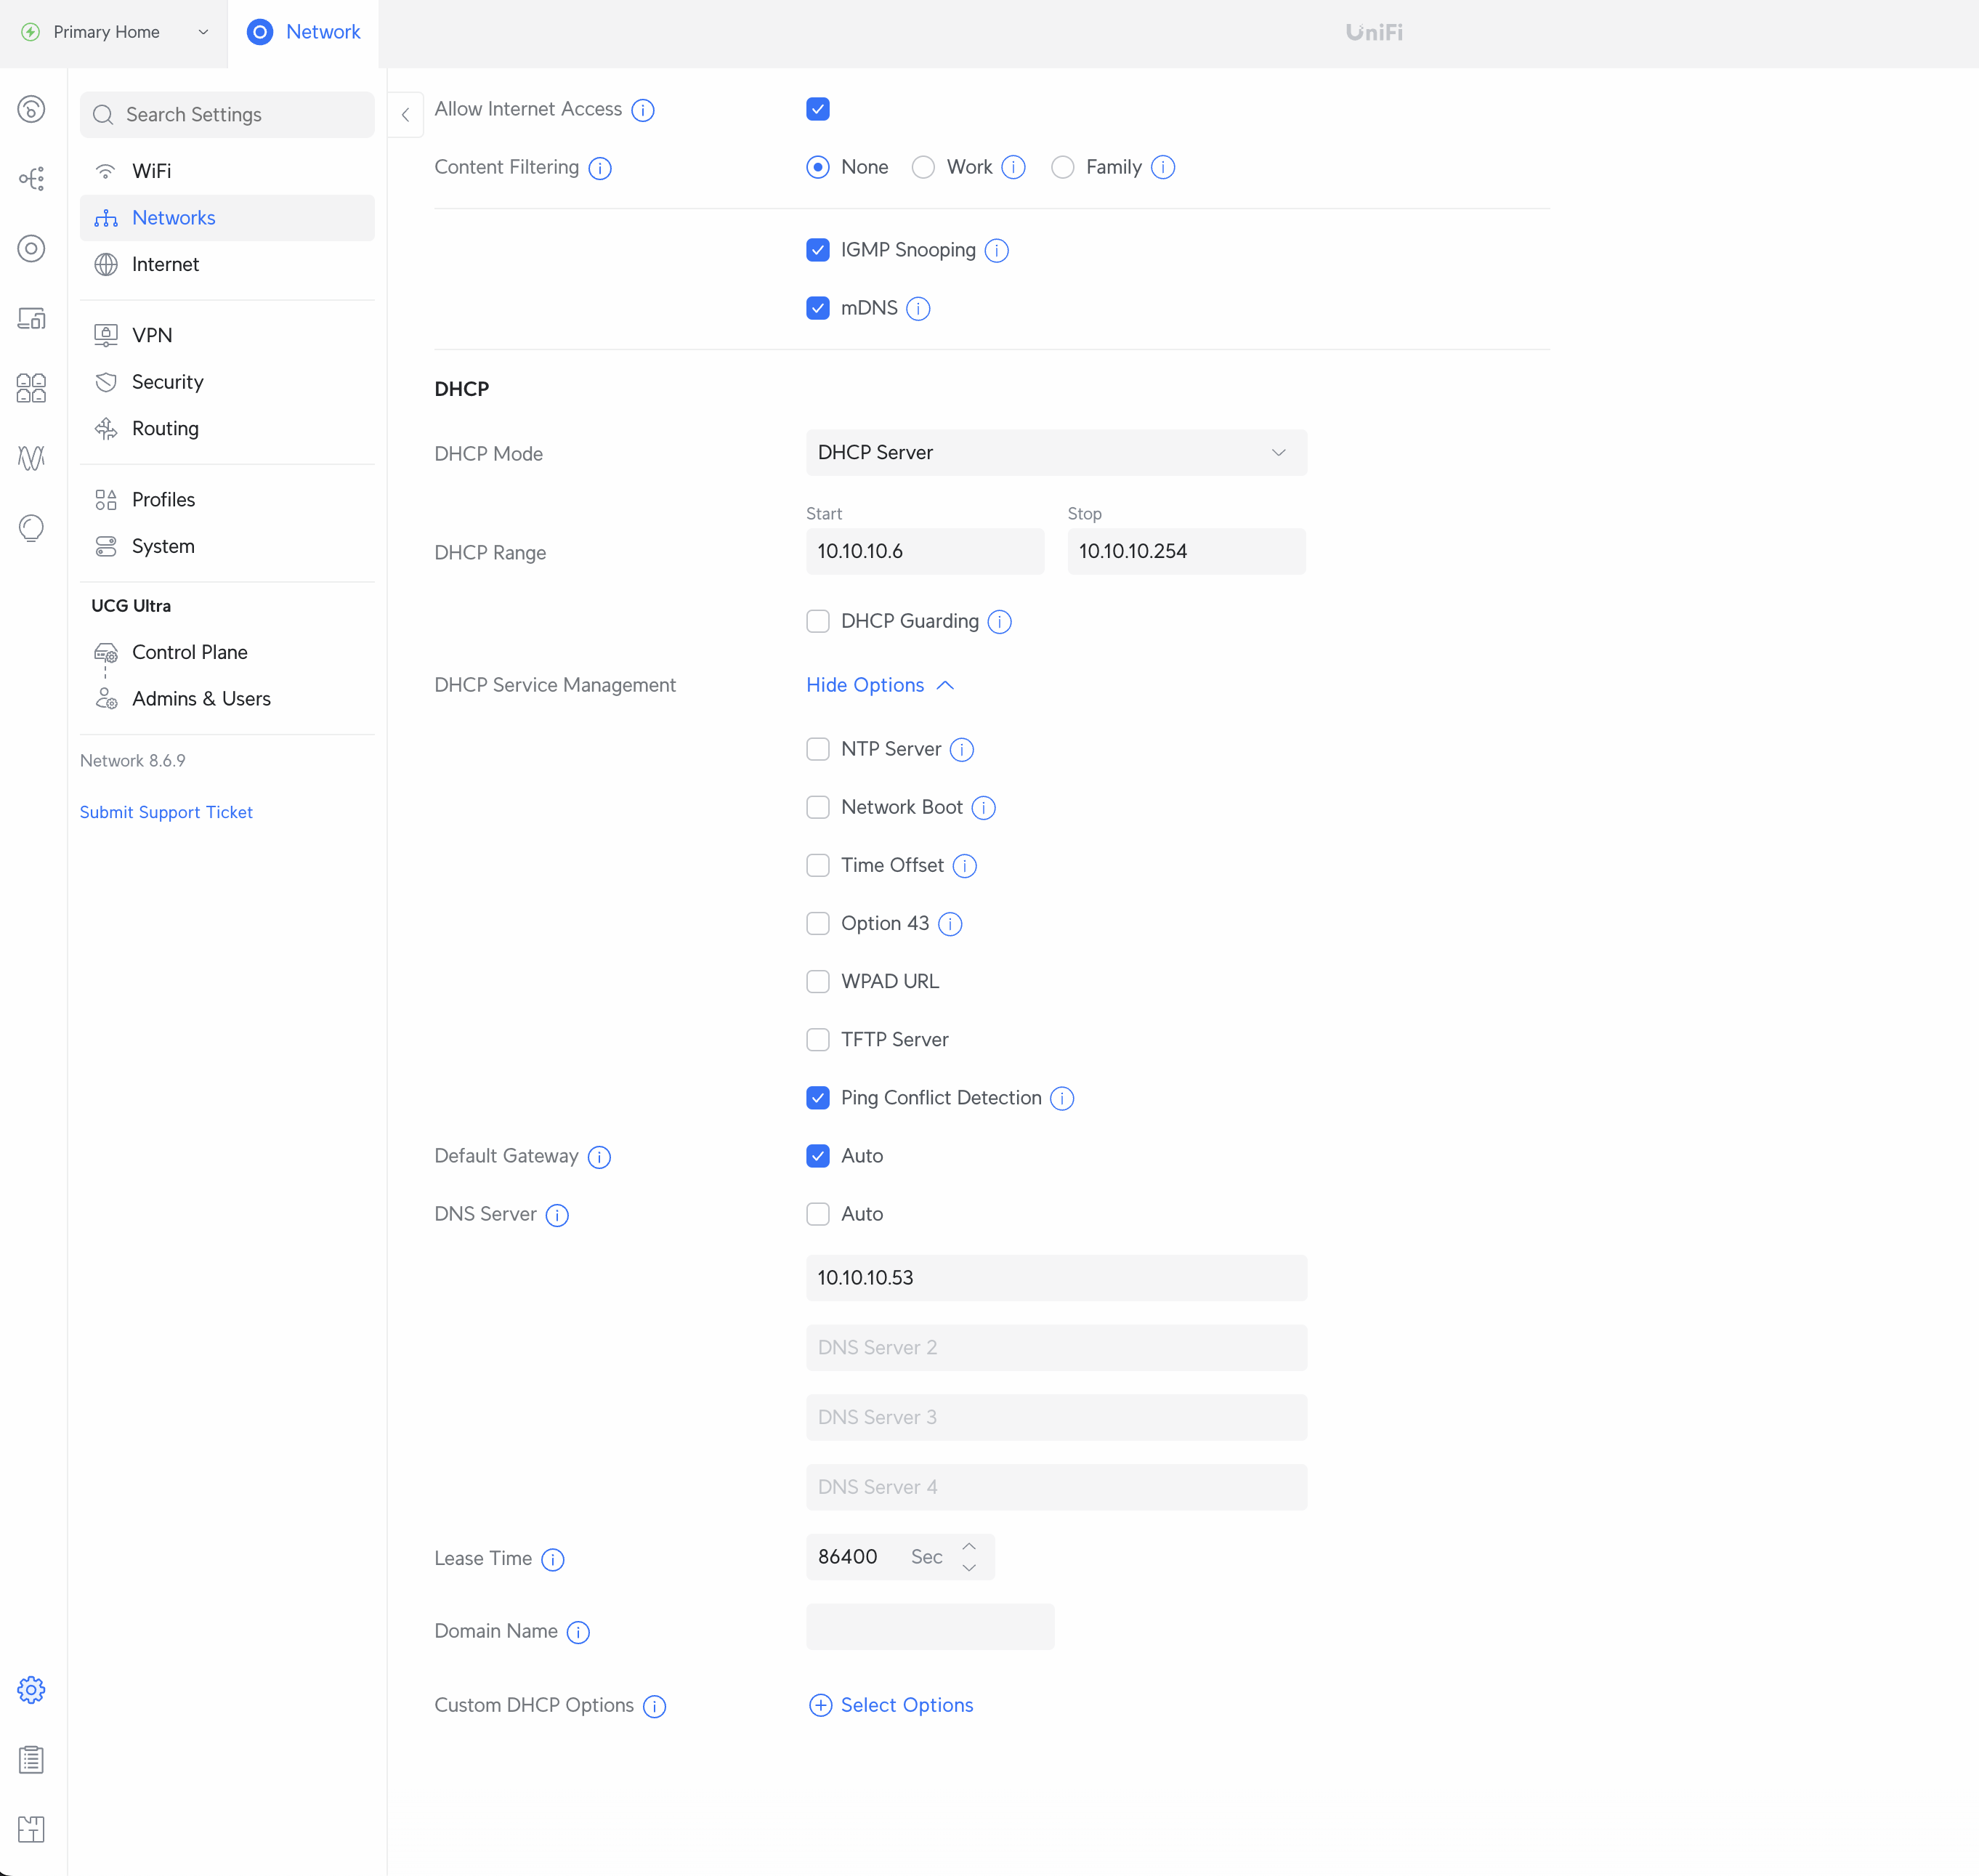 Primary Home
Network
UniFi
Search Settings
WiFi
Networks
Internet
VPN
Security
Routing
Profiles
System
UCG Ultra
Control Plane
Admins & Users
Network 8.6.9
Submit Support Ticket
Allow Internet Access
Content Filtering None Work Family
IGMP Snooping
mDNS
DHCP
DHCP Mode DHCP Server
Start Stop
DHCP Range 10.10.10.6 10.10.10.254
DHCP Guarding
DHCP Service Management Hide Options
NTP Server
Network Boot
Time Offset
Option 43
WPAD URL
TFTP Server
Ping Conflict Detection
Default Gateway Auto
DNS Server Auto
10.10.10.53
DNS Server 2
DNS Server 3
DNS Server 4
Lease Time 86400 Sec
Domain Name
Custom DHCP Options Select Options